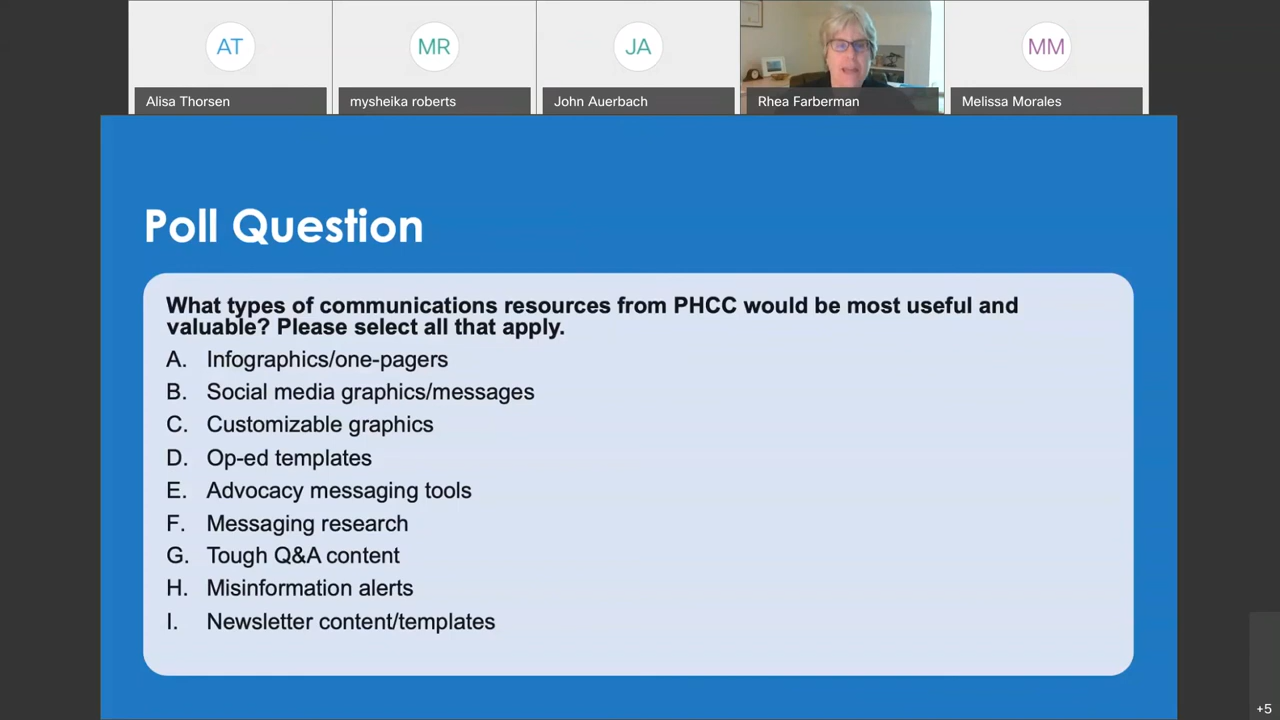 AT
MR
JA
MM
Alisa Thorsen
mysheika roberts
John Auerbach
Rhea Farberman
Melissa Morales
Poll Question
What types of communications resources from PHCC would be most useful and
valuable? Please select all that apply.
A. Infographics/one-pagers
B. Social media graphics/messages
C. Customizable graphics
D. Op-ed templates
E. Advocacy messaging tools
F. Messaging research
G. Tough Q&A content
H. Misinformation alerts
I. Newsletter content/templates
+5